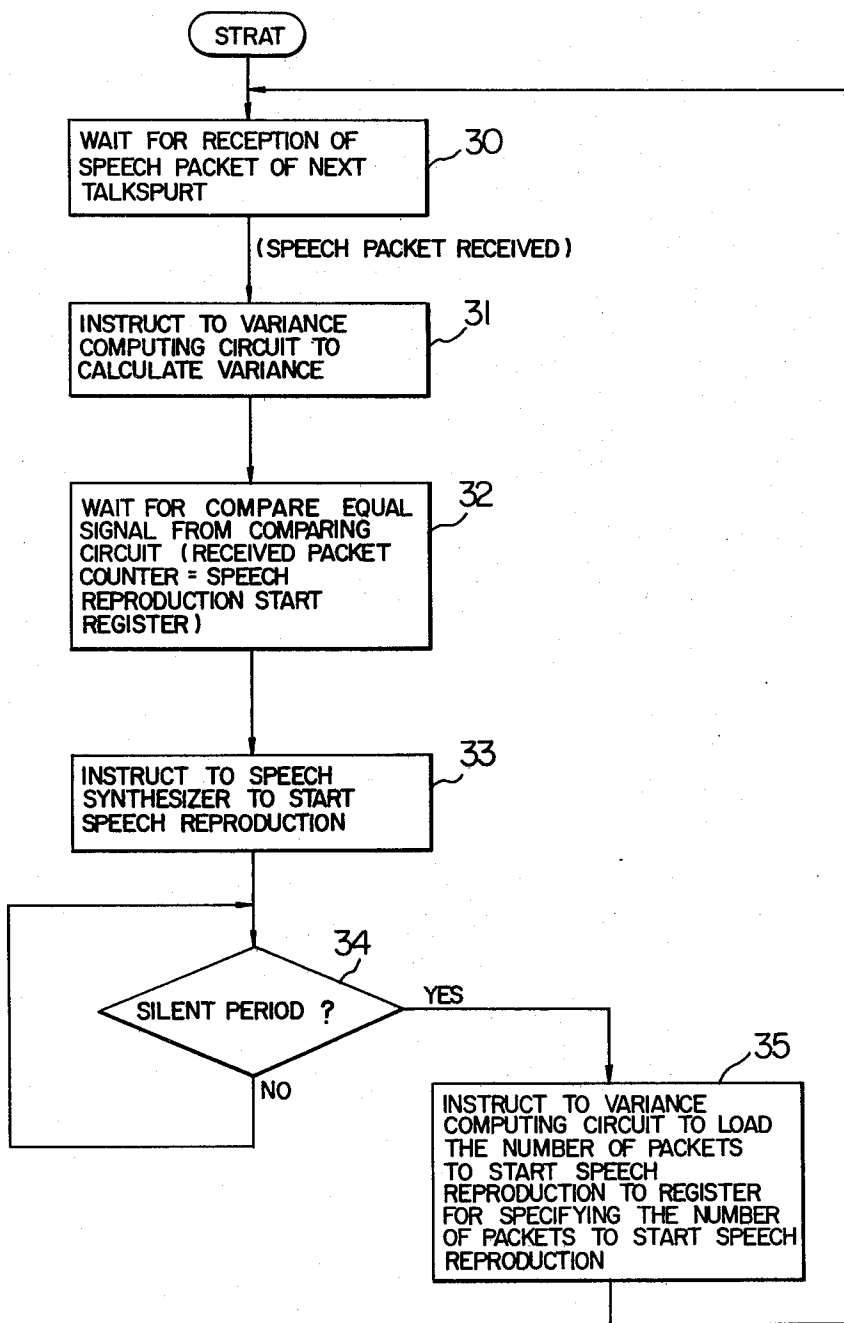 STRAT
WAIT FOR RECEPTION OF
SPEECH PACKET OF NEXT
TALKSPURT
30
(SPEECH PACKET RECEIVED)
INSTRUCT TO VARIANCE
COMPUTING CIRCUIT TO
CALCULATE VARIANCE
31
WAIT FOR COMPARE EQUAL
SIGNAL FROM COMPARING
CIRCUIT (RECEIVED PACKET
COUNTER = SPEECH
REPRODUCTION START
REGISTER)
32
INSTRUCT TO SPEECH
SYNTHESIZER TO START
SPEECH REPRODUCTION
33
SILENT PERIOD ?
34
YES
NO
35
INSTRUCT TO VARIANCE
COMPUTING CIRCUIT TO LOAD
THE NUMBER OF PACKETS
TO START SPEECH
REPRODUCTION TO REGISTER
FOR SPECIFYING THE NUMBER
OF PACKETS TO START SPEECH
REPRODUCTION